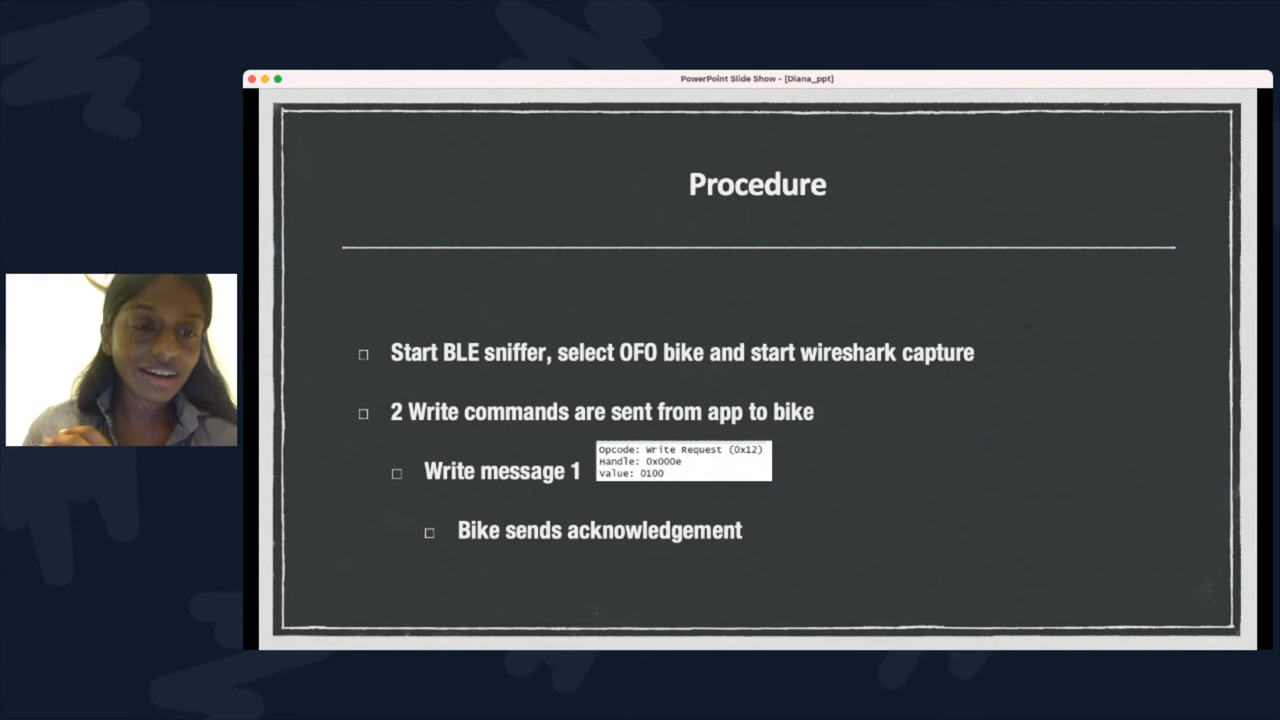 PowerPoint Slide Show - [Diana_ppt]
Procedure
Start BLE sniffer, select OFO bike and start wireshark capture
2 Write commands are sent from app to bike
Write message 1
Opcode: Write Request (0x12)
Handle: 0x000e
Value: 0100
Bike sends acknowledgement